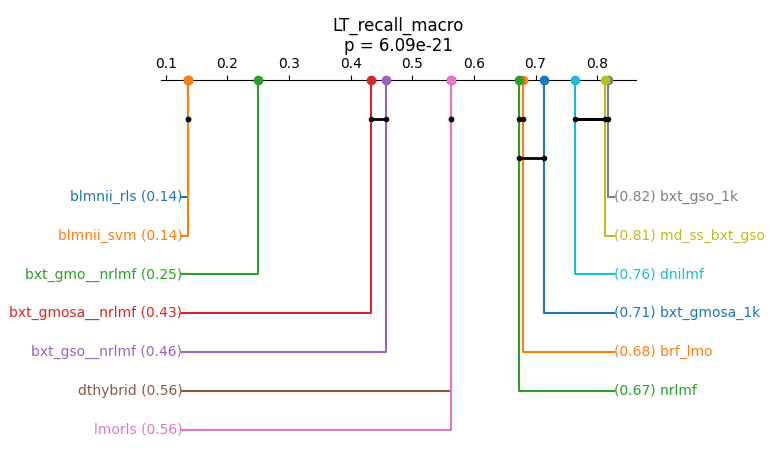 LT_recall_macro
p = 6.09e-21
0.1 0.2 0.3 0.4 0.5 0.6 0.7 0.8
blmnii_rls (0.14)
blmnii_svm (0.14)
bxt_gmo__nrlmf (0.25)
bxt_gmosa__nrlmf (0.43)
bxt_gso__nrlmf (0.46)
dthybrid (0.56)
lmorls (0.56)
(0.82) bxt_gso_1k
(0.81) md_ss_bxt_gso
(0.76) dnilmf
(0.71) bxt_gmosa_1k
(0.68) brf_lmo
(0.67) nrlmf